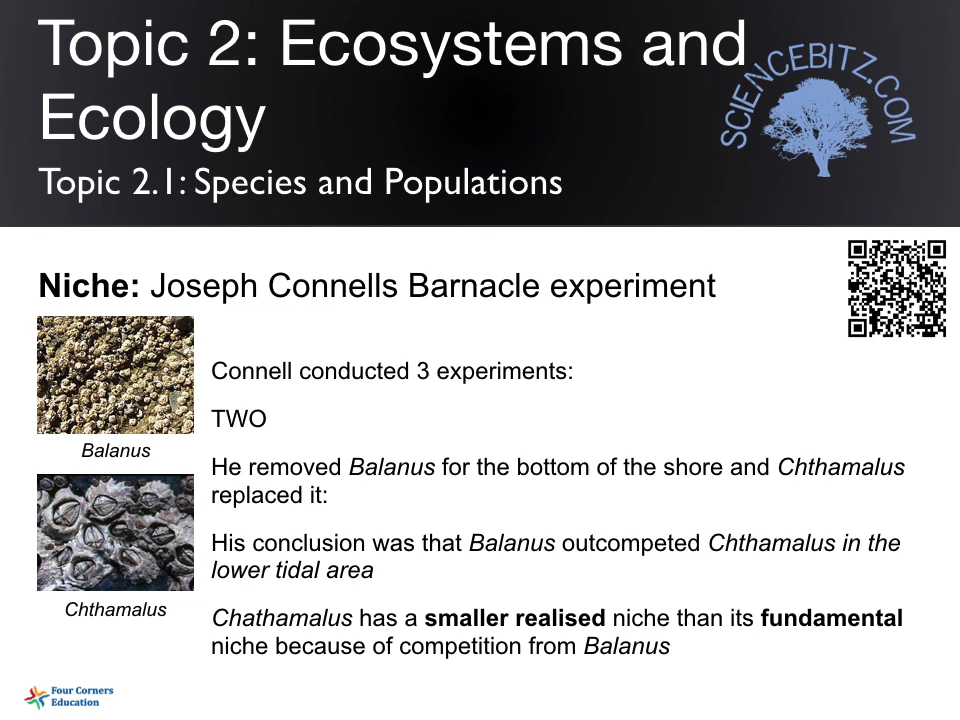 Topic 2: Ecosystems and
Ecology
SCIENCEBITZ.COM
Topic 2.1: Species and Populations
Niche: Joseph Connells Barnacle experiment
Connell conducted 3 experiments:
TWO
Balanus
He removed Balanus for the bottom of the shore and Chthamalus
replaced it:
His conclusion was that Balanus outcompeted Chthamalus in the
lower tidal area
Chthamalus
Chathamalus has a smaller realised niche than its fundamental
niche because of competition from Balanus
Four Corners
Education